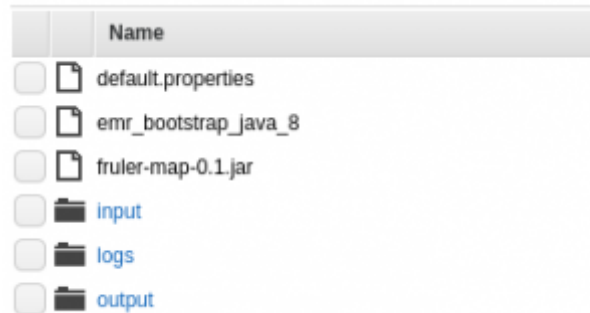 Name
default.properties
emr_bootstrap_java_8
fruler-map-0.1.jar
input
logs
output